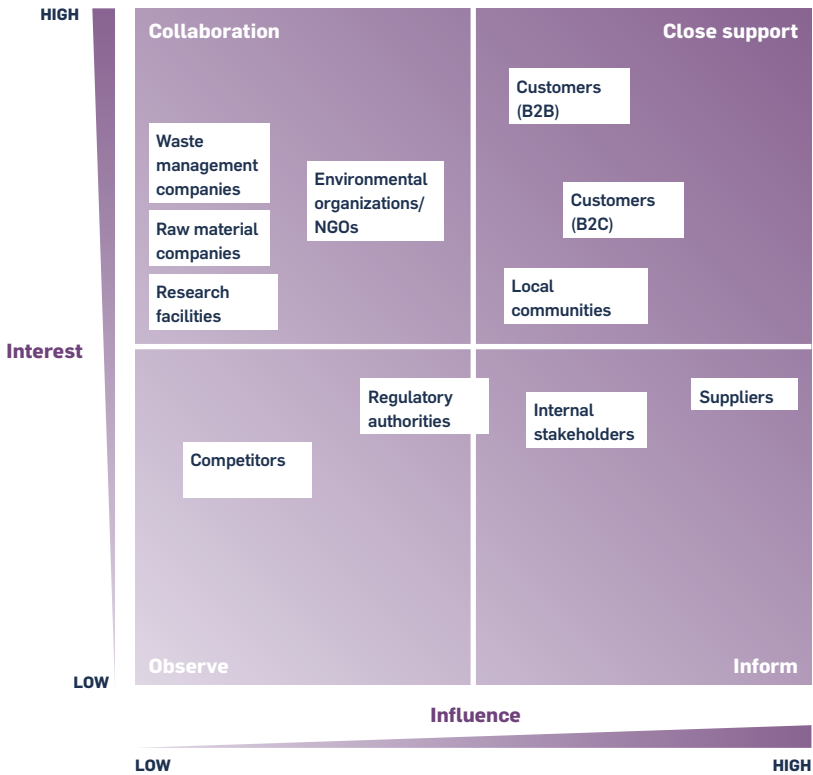 HIGH
Collaboration
Close support
Customers
(B2B)
Waste
management
companies
Environmental
organizations/
NGOs
Customers
(B2C)
Raw material
companies
Research
facilities
Local
communities
Interest
Regulatory
authorities
Internal
stakeholders
Suppliers
Competitors
Observe
Inform
LOW
Influence
LOW
HIGH